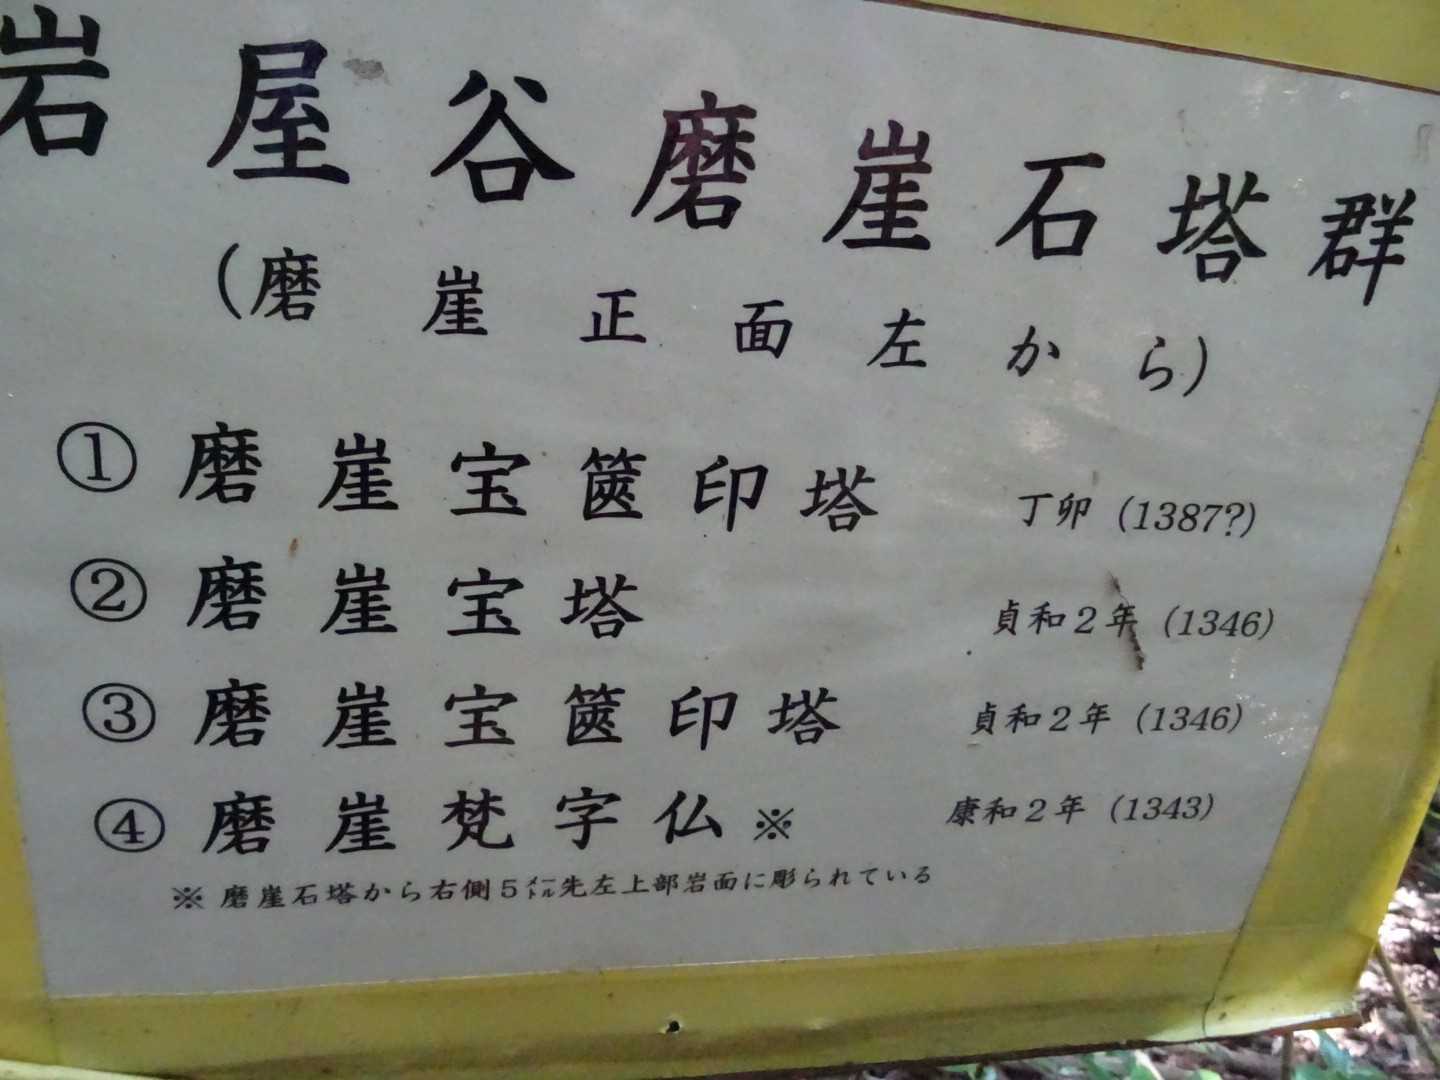 岩屋谷磨崖石塔群
(磨崖正面左から)
①磨崖宝篋印塔 丁卯 (1387?)
②磨崖宝塔 貞和2年 (1346)
③磨崖宝篋印塔 貞和2年 (1346)
④磨崖梵字仏※ 康和2年 (1343)
※ 磨崖石塔から右側5㍍先左上部岩面に彫られている